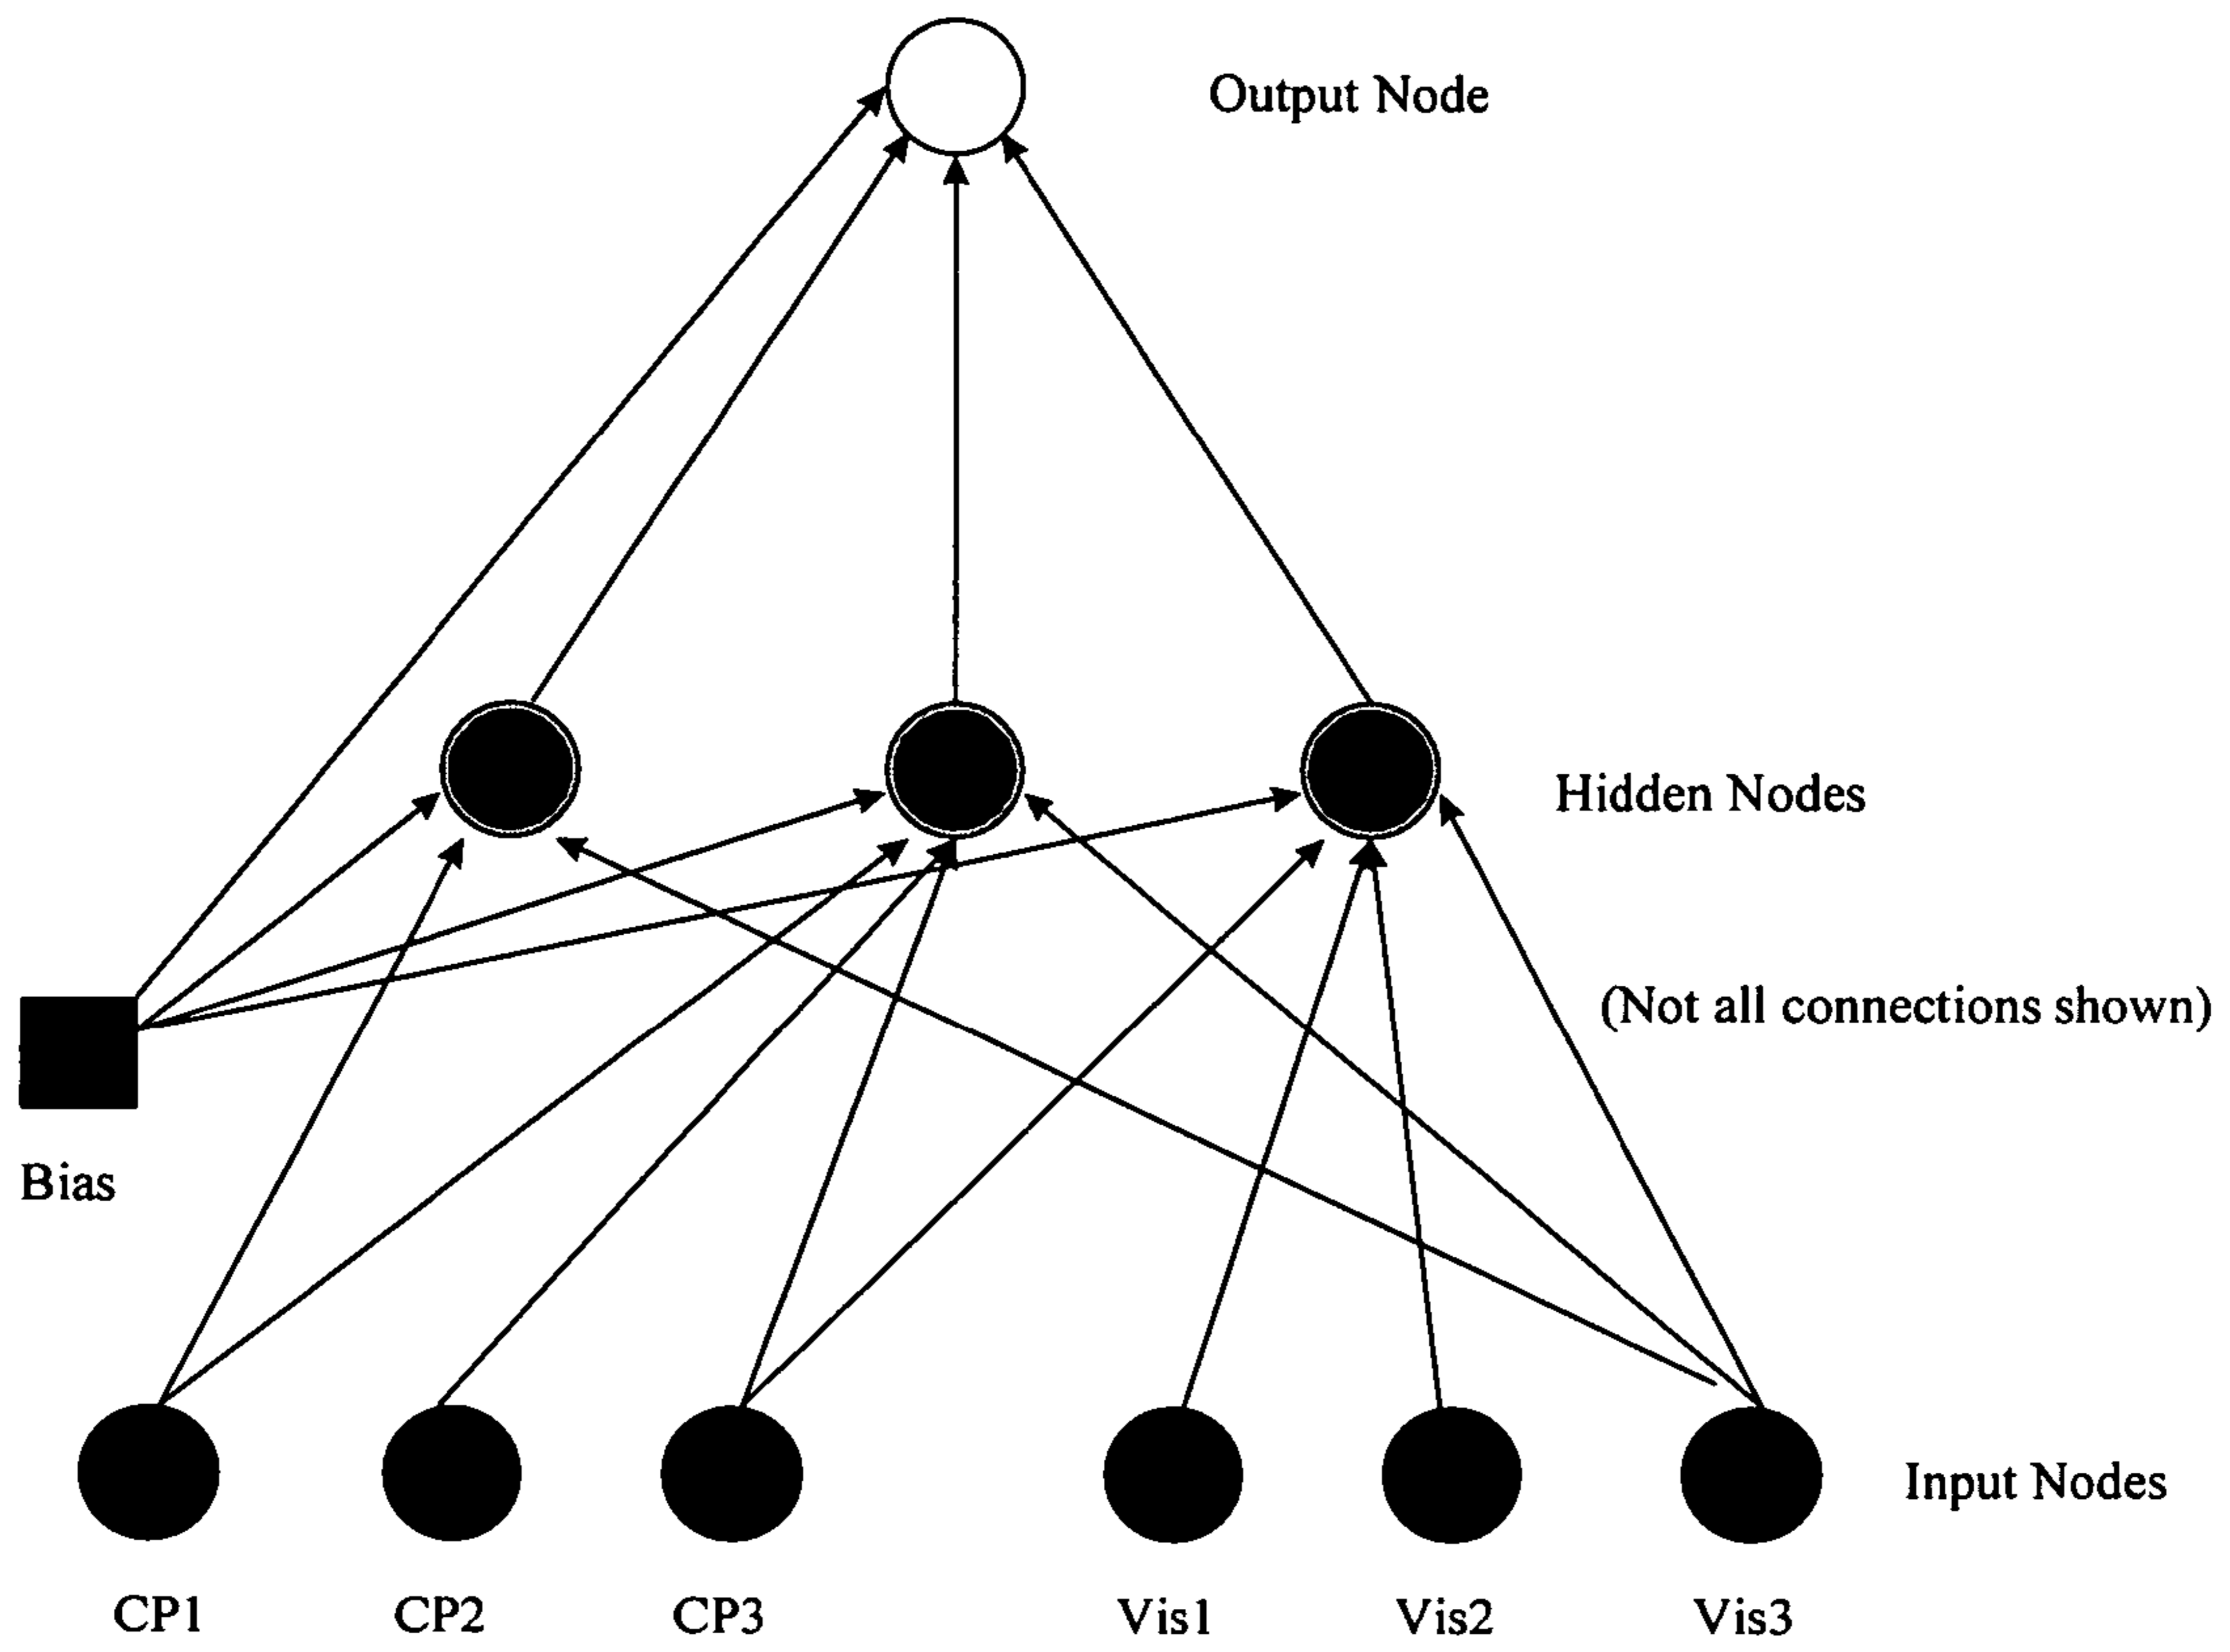 Output Node
Hidden Nodes
(Not all connections shown)
Bias
Input Nodes
CP1
CP2
CP3
Vis1
Vis2
Vis3